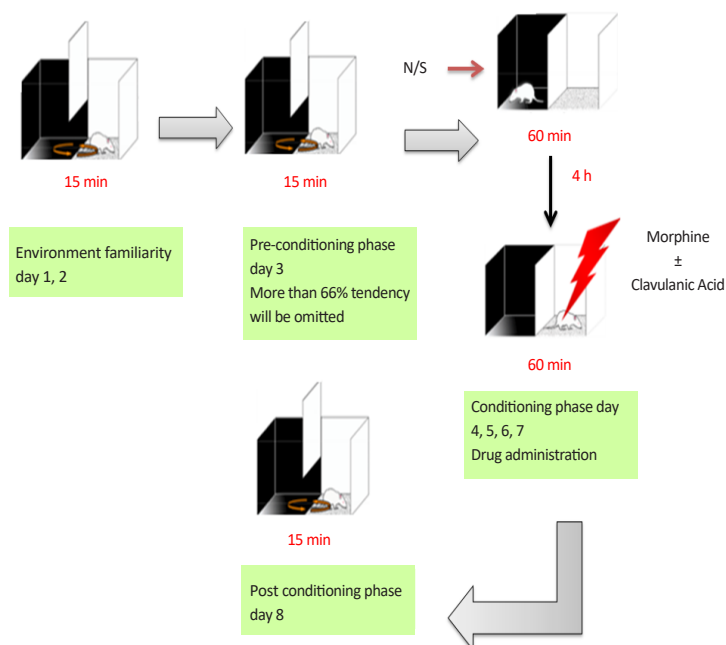 15 min
Environment familiarity
day 1, 2
15 min
Pre-conditioning phase
day 3
More than 66% tendency
will be omitted
N/S
60 min
4 h
Morphine
±
Clavulanic Acid
60 min
Conditioning phase day
4, 5, 6, 7
Drug administration
15 min
Post conditioning phase
day 8